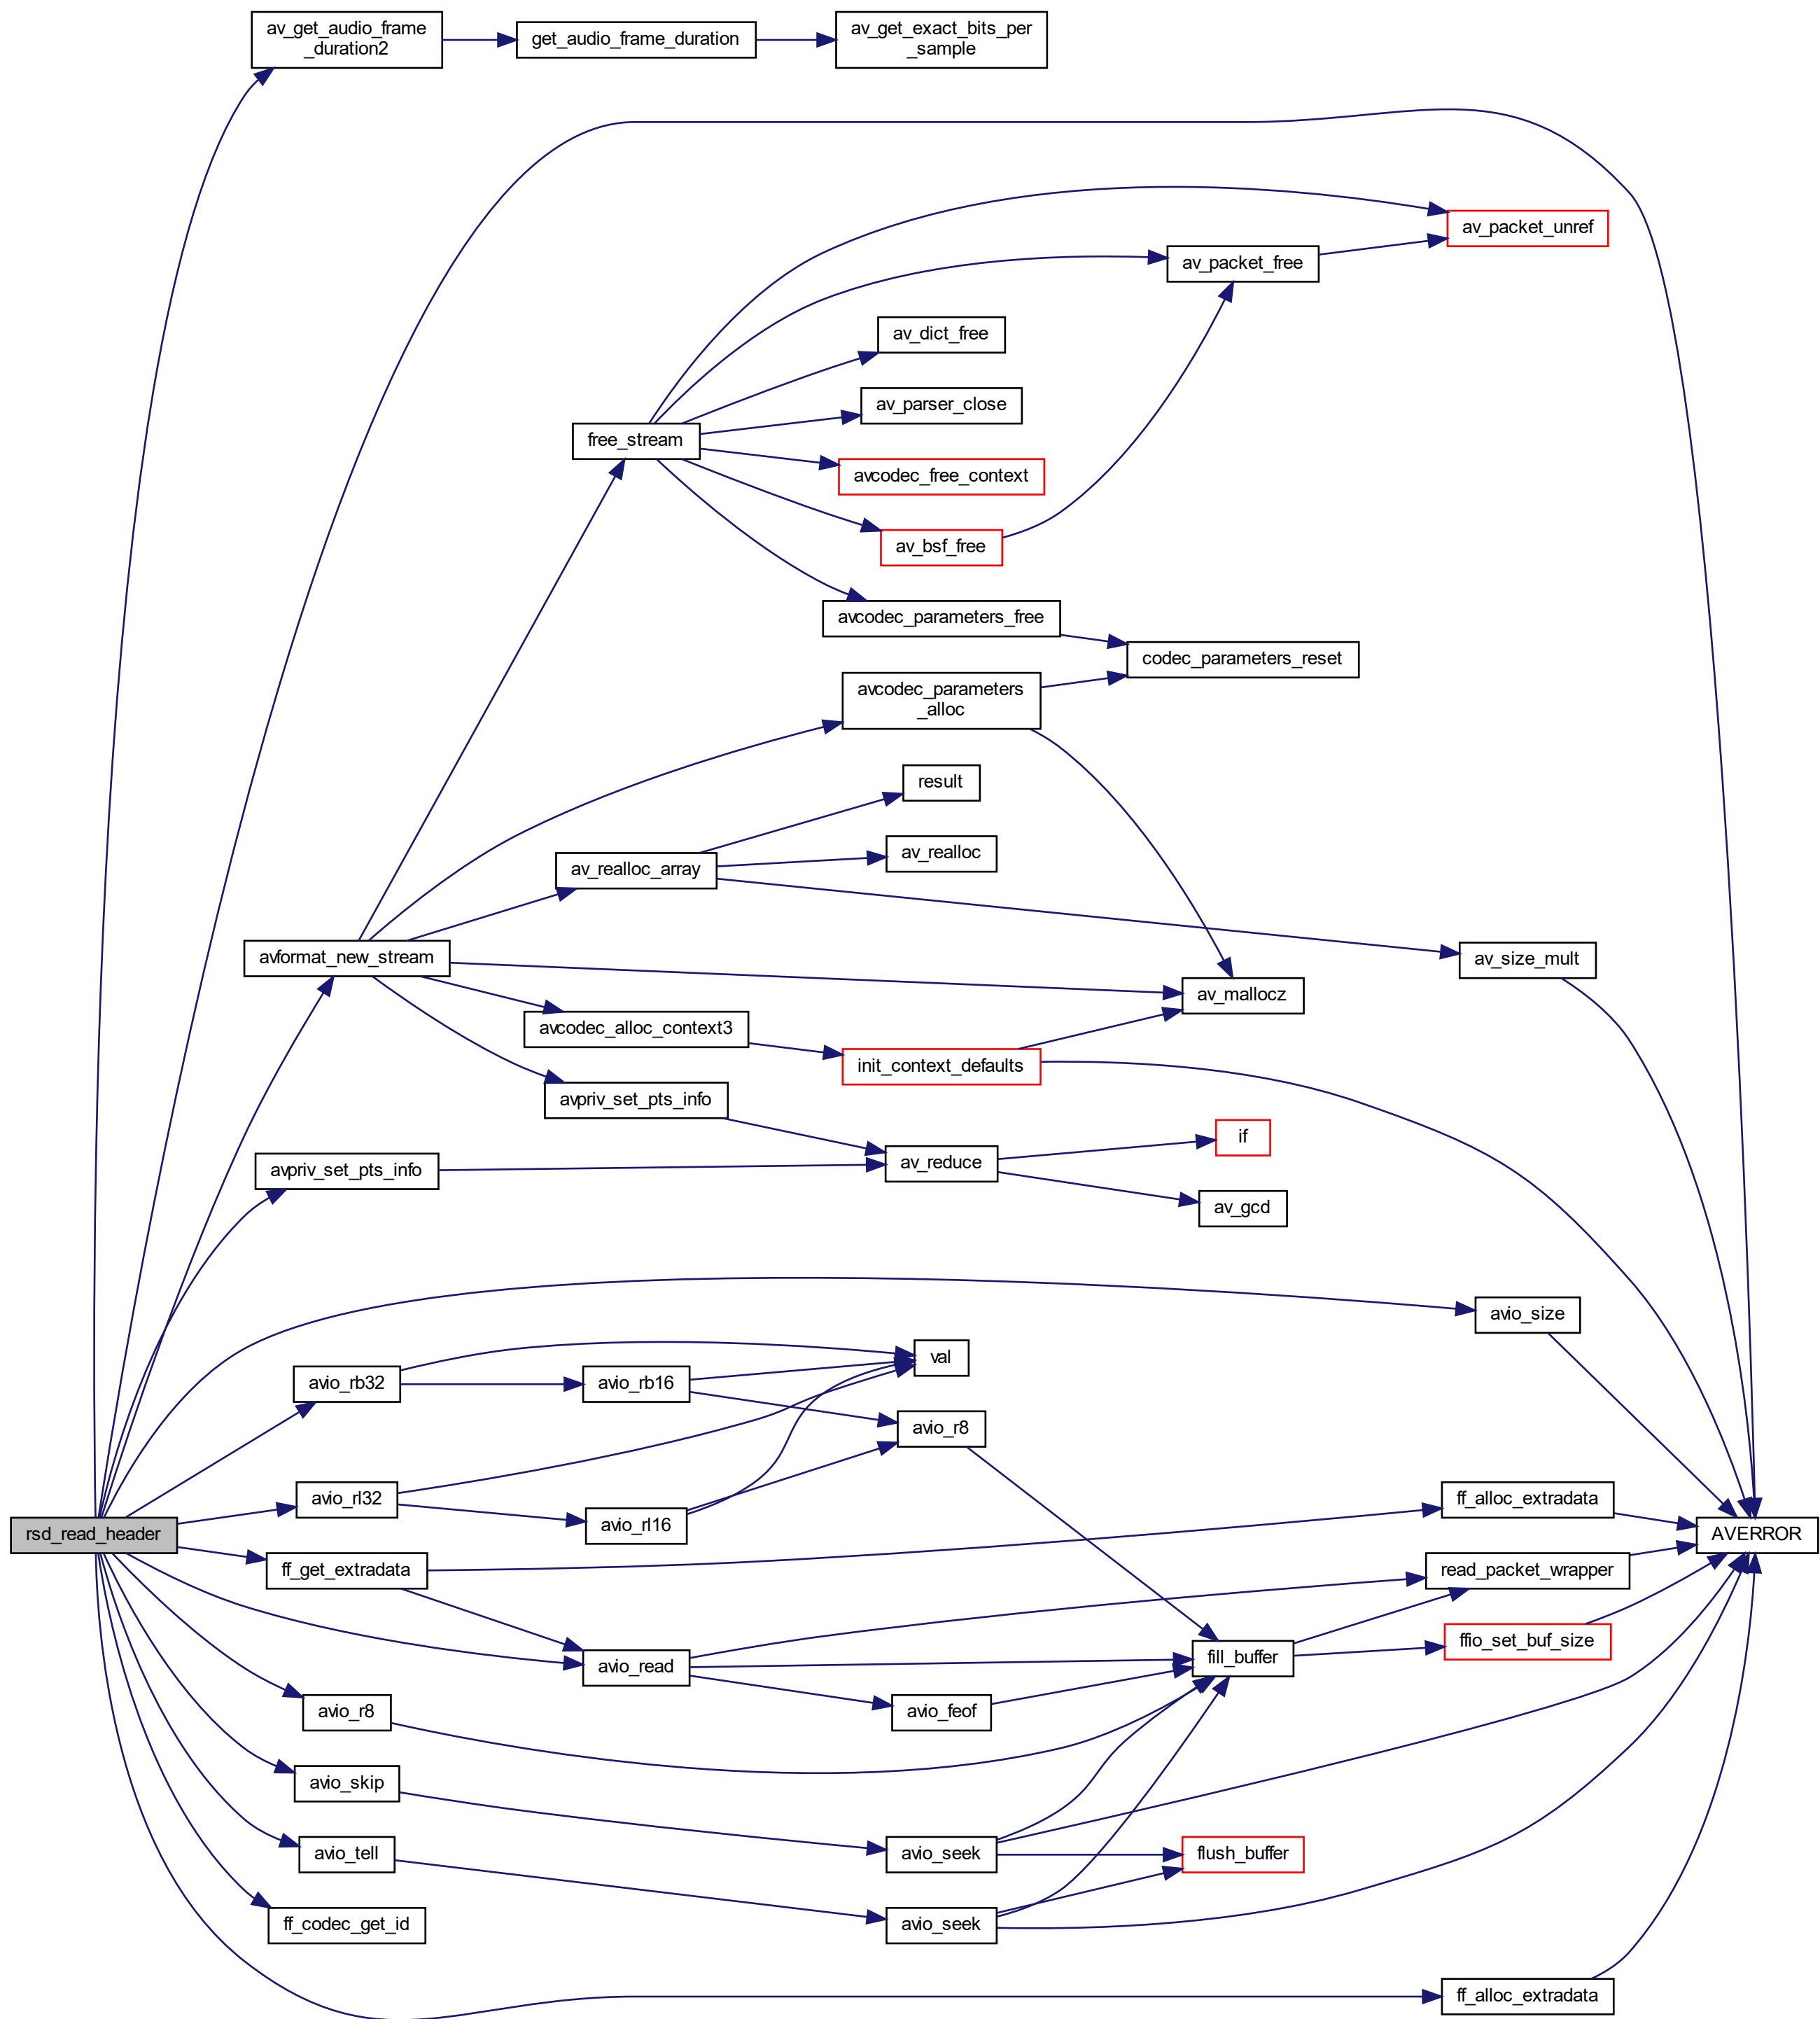 av_get_audio_frame
_duration2
get_audio_frame_duration
av_get_exact_bits_per
_sample
av_packet_unref
av_packet_free
av_dict_free
av_parser_close
free_stream
avcodec_free_context
av_bsf_free
avcodec_parameters_free
codec_parameters_reset
avcodec_parameters
_alloc
result
av_realloc
av_realloc_array
avformat_new_stream
av_size_mult
av_mallocz
avcodec_alloc_context3
init_context_defaults
avpriv_set_pts_info
if
avpriv_set_pts_info
av_reduce
av_gcd
avio_size
val
avio_rb32
avio_rb16
avio_r8
avio_rl32
avio_rl16
ff_alloc_extradata
rsd_read_header
AVERROR
ff_get_extradata
read_packet_wrapper
ffio_set_buf_size
fill_buffer
avio_read
avio_feof
avio_r8
avio_skip
avio_seek
flush_buffer
avio_tell
avio_seek
ff_codec_get_id
ff_alloc_extradata